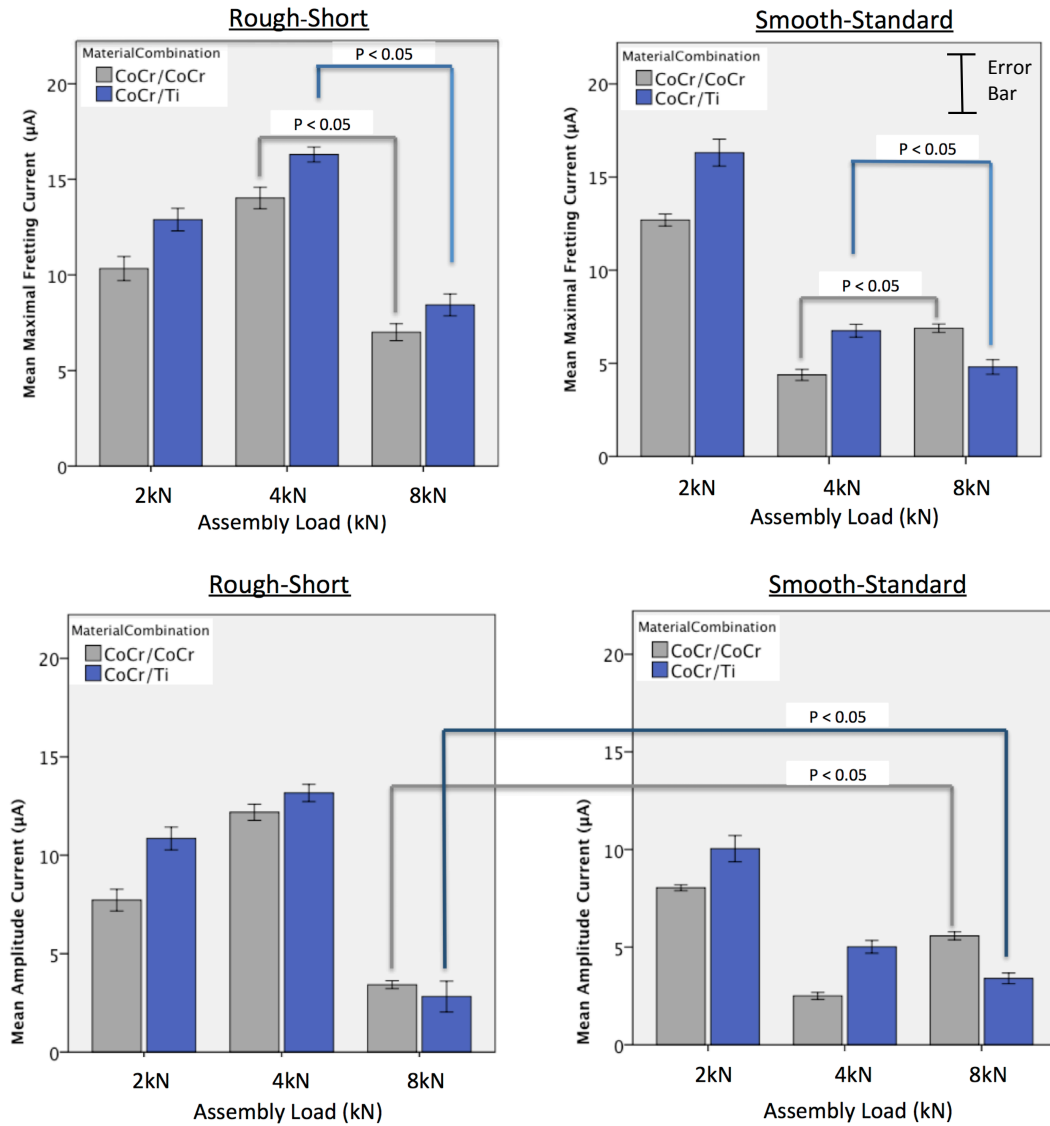 Rough-Short
Mean Maximal Fretting Current (µA)
MaterialCombination
CoCr/CoCr
CoCr/Ti
P < 0.05
P < 0.05
20
15
10
5
0
2kN 4kN 8kN
Assembly Load (kN)
Smooth-Standard
Mean Maximal Fretting Current (µA)
MaterialCombination
CoCr/CoCr
CoCr/Ti
Error
Bar
P < 0.05
P < 0.05
20
15
10
5
0
2kN 4kN 8kN
Assembly Load (kN)
Rough-Short
Mean Amplitude Current (µA)
MaterialCombination
CoCr/CoCr
CoCr/Ti
20
15
10
5
0
2kN 4kN 8kN
Assembly Load (kN)
Smooth-Standard
Mean Amplitude Current (µA)
MaterialCombination
CoCr/CoCr
CoCr/Ti
P < 0.05
P < 0.05
20
15
10
5
0
2kN 4kN 8kN
Assembly Load (kN)